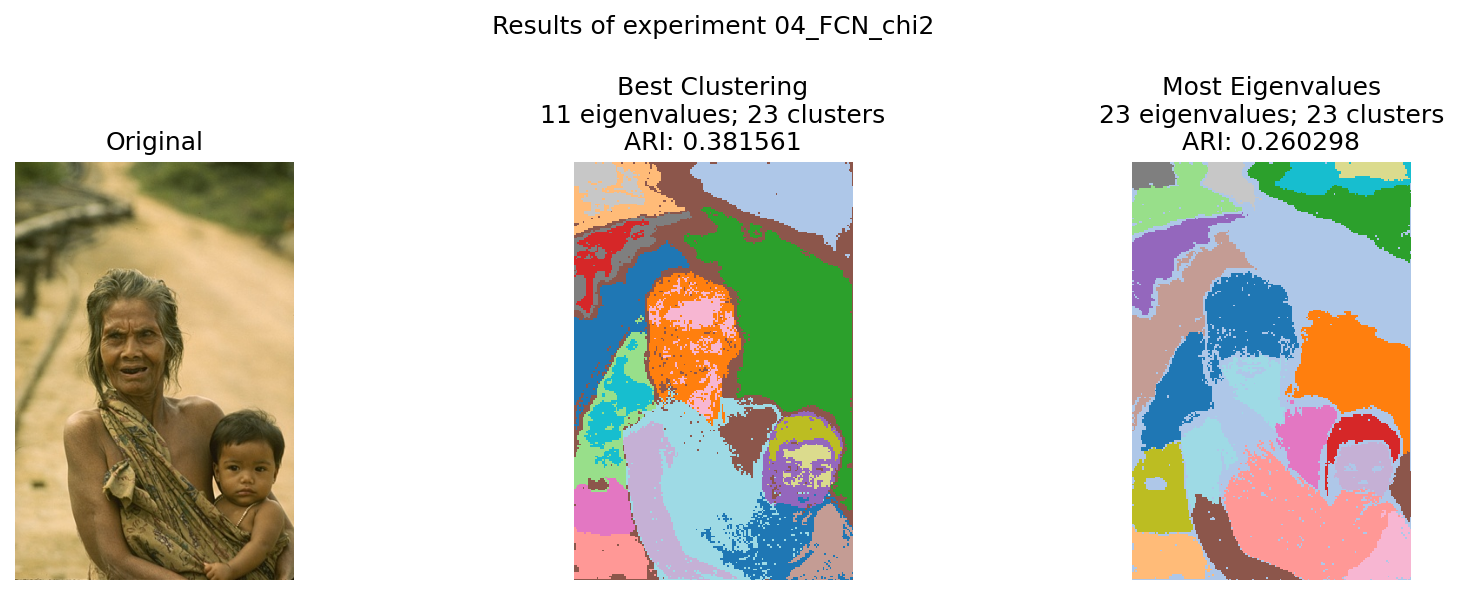 Results of experiment 04_FCN_chi2
Original
Best Clustering
11 eigenvalues; 23 clusters
ARI: 0.381561
Most Eigenvalues
23 eigenvalues; 23 clusters
ARI: 0.260298